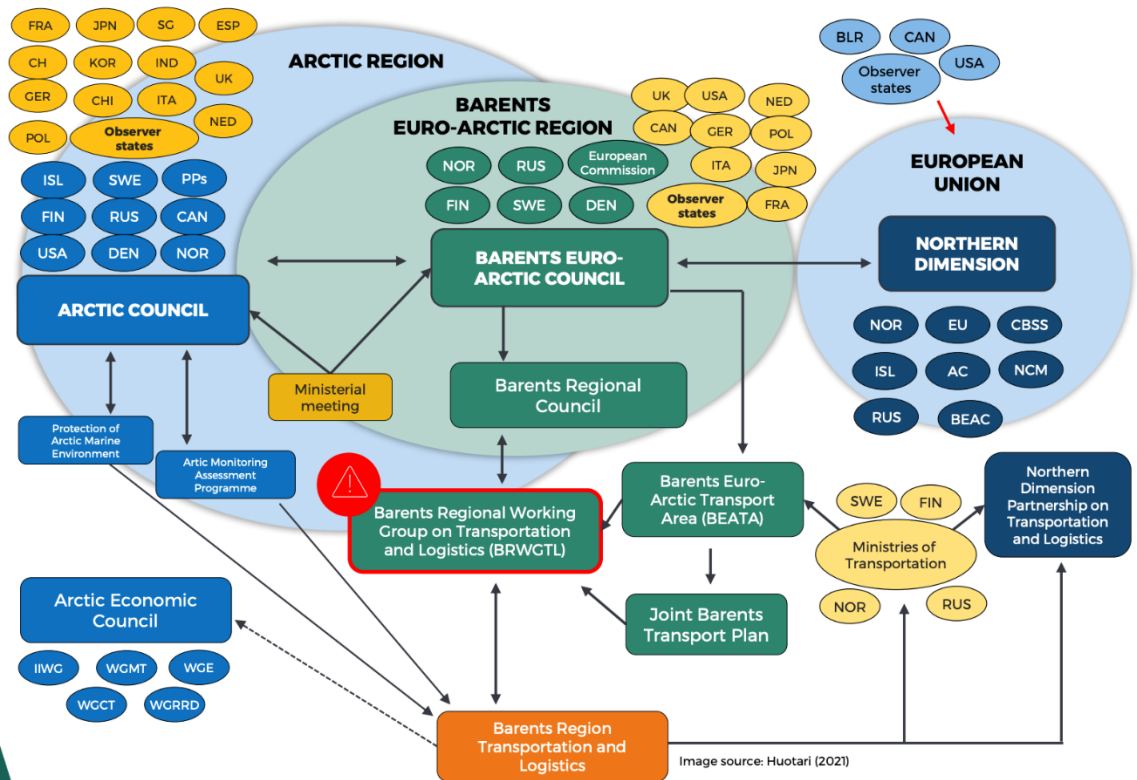 FRA
JPN
SG
ESP
CH
KOR
IND
UK
GER
CHI
ITA
NED
POL
Observer
states
ARCTIC REGION
ISL
SWE
PPs
FIN
RUS
CAN
USA
DEN
NOR
ARCTIC COUNCIL
BARENTS
EURO-ARCTIC REGION
NOR
RUS
European
Commission
FIN
SWE
DEN
UK
USA
NED
CAN
GER
POL
ITA
JPN
Observer
states
FRA
BARENTS EURO-
ARCTIC COUNCIL
BLR
CAN
USA
Observer
states
EUROPEAN
UNION
NORTHERN
DIMENSION
NOR
EU
CBSS
ISL
AC
NCM
RUS
BEAC
Ministerial
meeting
Barents Regional
Council
Protection of
Arctic Marine
Environment
Artic Monitoring
Assessment
Programme
Barents Regional Working
Group on Transportation
and Logistics (BRWGTL)
Barents Euro-
Arctic Transport
Area (BEATA)
Joint Barents
Transport Plan
SWE
FIN
Ministries of
Transportation
NOR
RUS
Northern
Dimension
Partnership on
Transportation
and Logistics
Arctic Economic
Council
IIWG
WGMT
WGE
WGCT
WGRRD
Barents Region
Transportation and
Logistics
Image source: Huotari (2021)